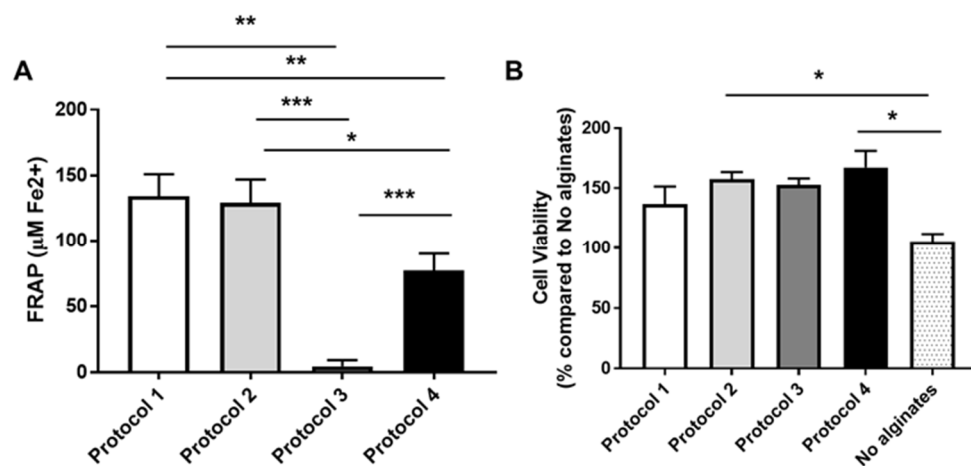 A
**
**
***
*
***
FRAP (μM Fe2+)
200
150
100
50
0
Protocol 1
Protocol 2
Protocol 3
Protocol 4
B
*
*
Cell Viability
(% compared to No alginates)
200
150
100
50
0
Protocol 1
Protocol 2
Protocol 3
Protocol 4
No alginates